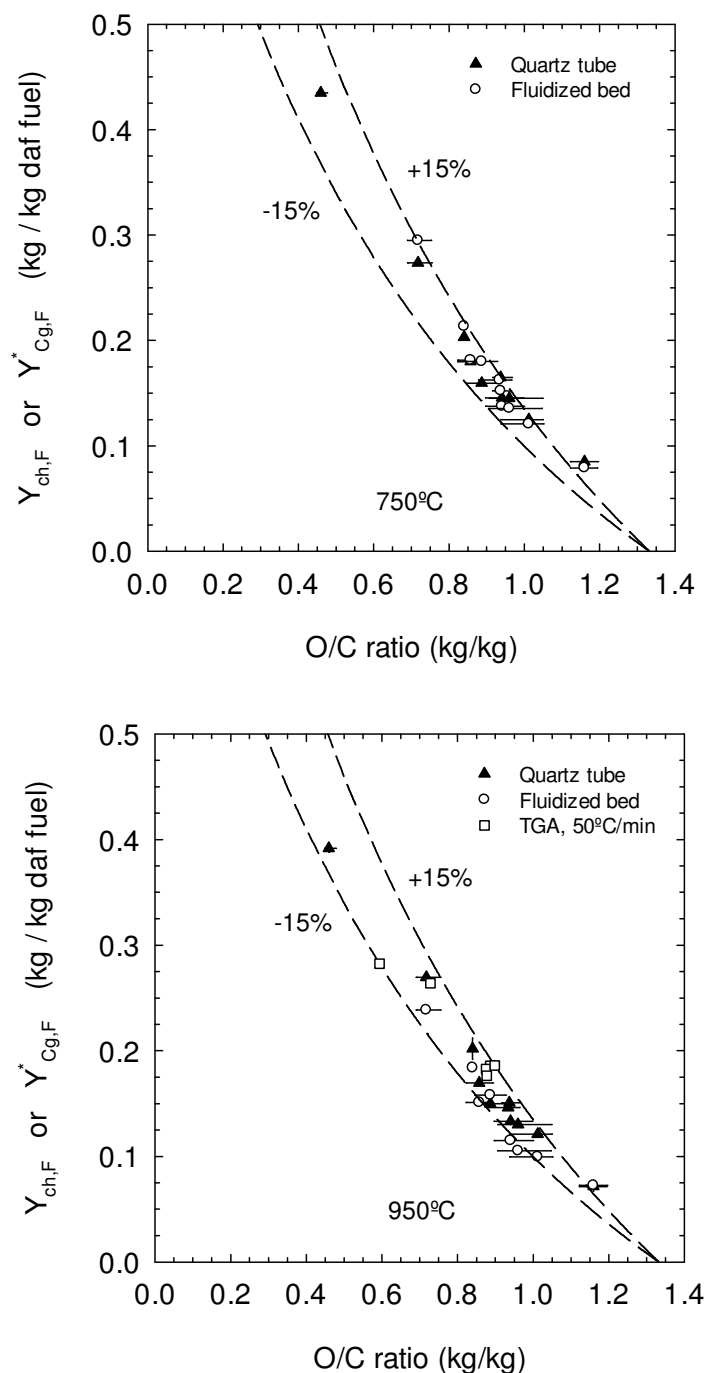 0.5
0.4
0.3
0.2
0.1
0.0
Y ch,F or Y* Cg,F (kg / kg daf fuel)
Quartz tube
Fluidized bed
+15%
-15%
750ºC
0.0 0.2 0.4 0.6 0.8 1.0 1.2 1.4
O/C ratio (kg/kg)
0.5
0.4
0.3
0.2
0.1
0.0
Y ch,F or Y* Cg,F (kg / kg daf fuel)
Quartz tube
Fluidized bed
TGA, 50ºC/min
+15%
-15%
950ºC
0.0 0.2 0.4 0.6 0.8 1.0 1.2 1.4
O/C ratio (kg/kg)